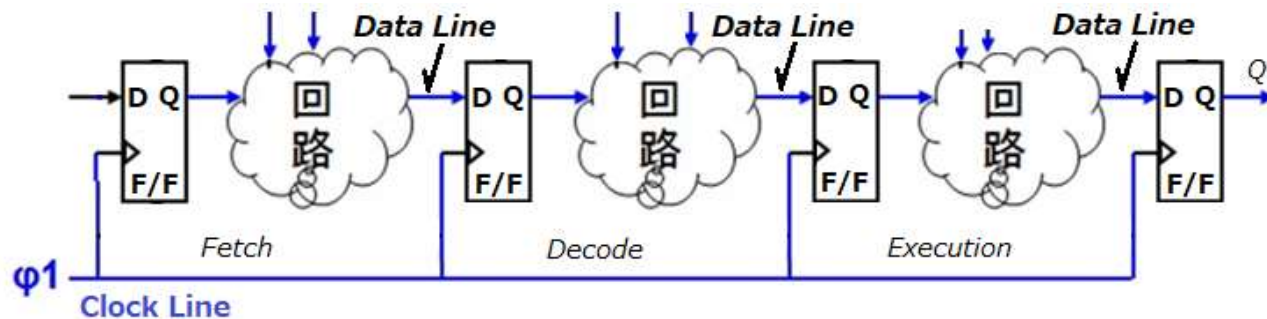 Data Line
Data Line
Data Line
D Q
回路
D Q
回路
D Q
回路
D Q
Q
F/F
F/F
F/F
F/F
Fetch
Decode
Execution
φ1
Clock Line